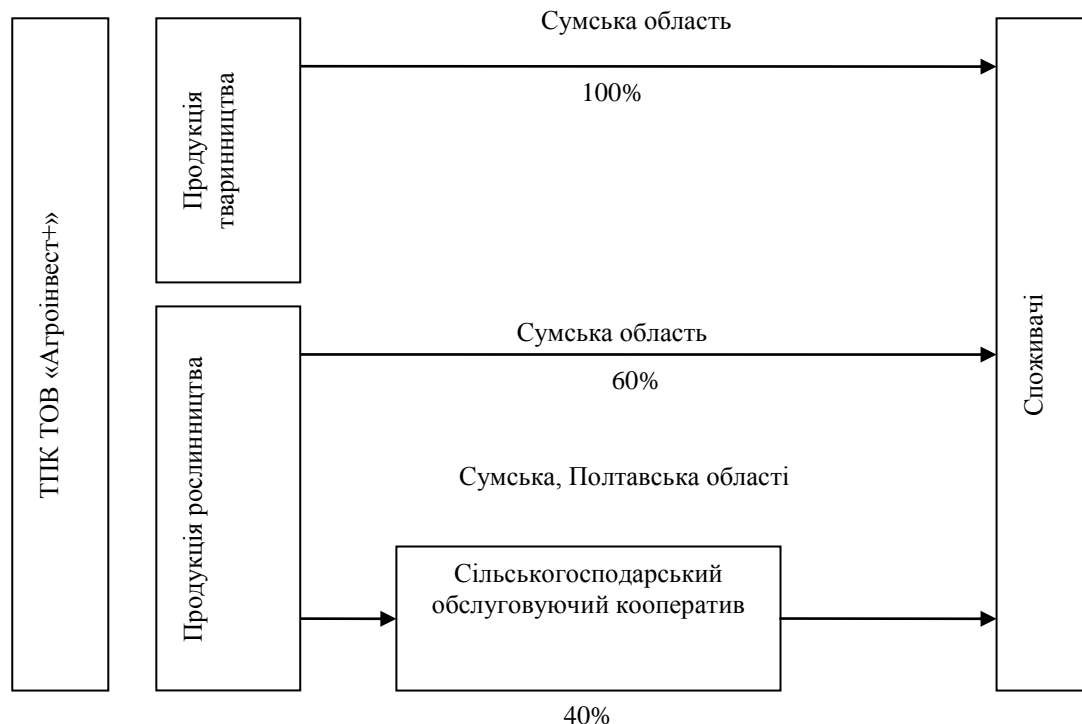 ТПК ТОВ «Агроінвест+»
Продукція
тваринництва
Сумська область
100%
Продукція рослинництва
Сумська область
60%
Сумська, Полтавська області
Сільськогосподарський
обслуговуючий кооператив
40%
Споживачі